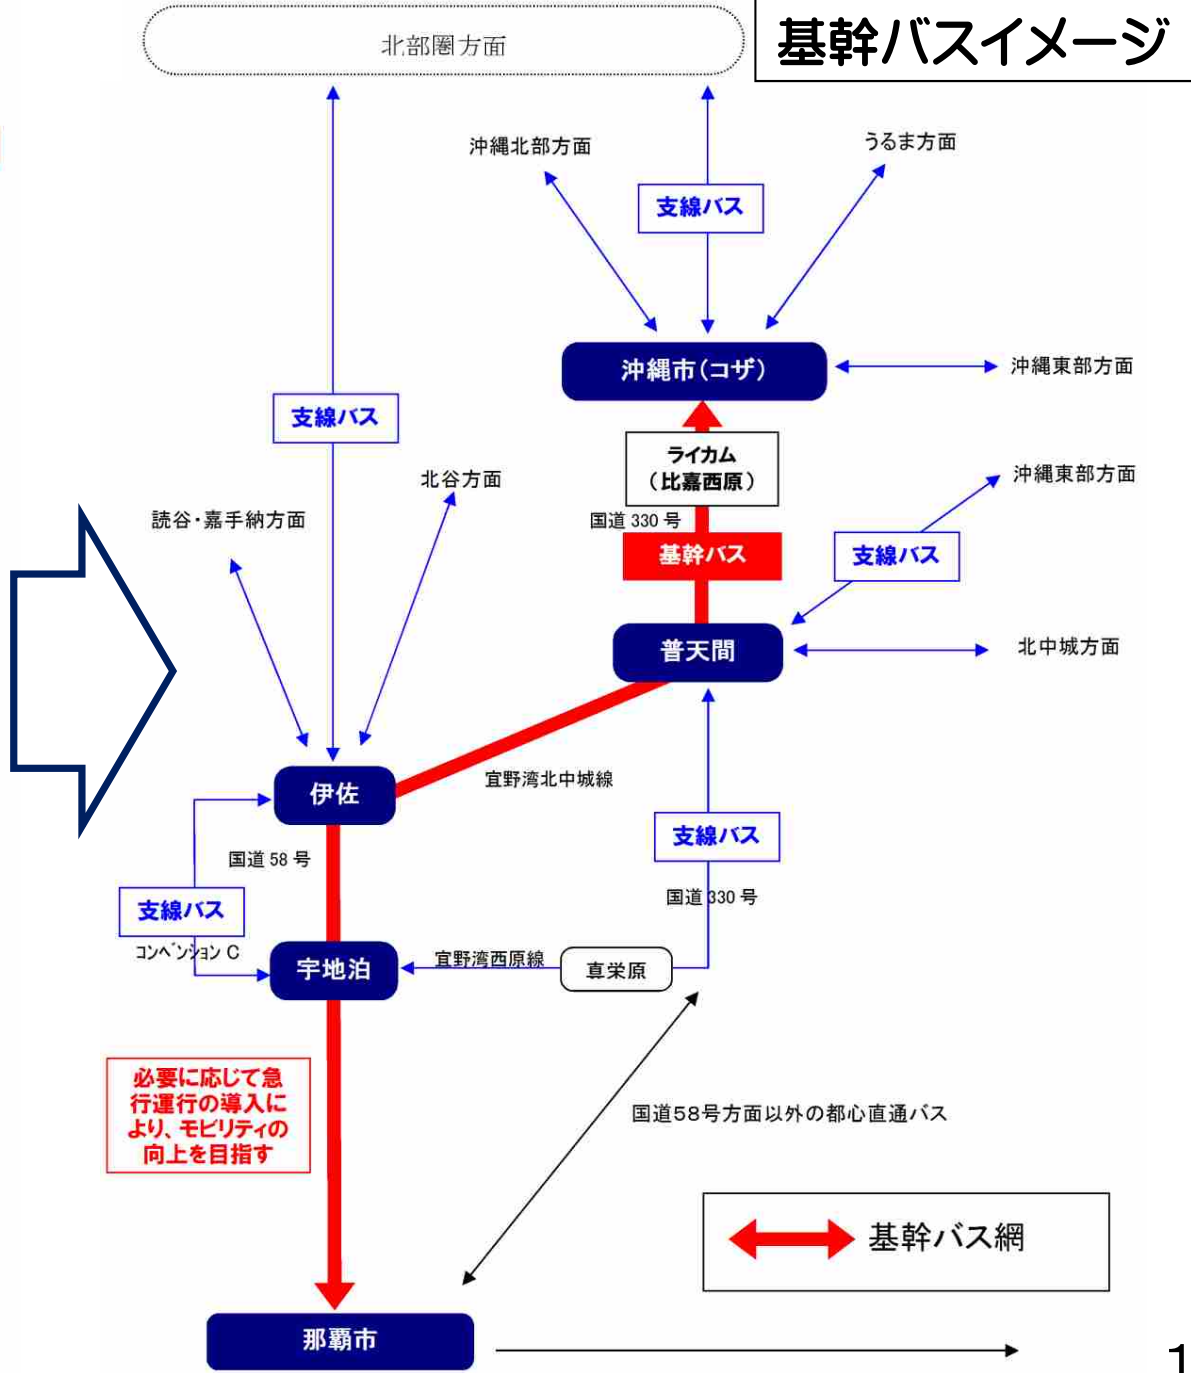 基幹バスイメージ
北部圏方面
沖縄北部方面
うるま方面
支線バス
沖縄市(コザ)
沖縄東部方面
支線バス
ライカム
(比嘉西原)
北谷方面
沖縄東部方面
読谷・嘉手納方面
国道330号
基幹バス
支線バス
普天間
北中城方面
宜野湾北中城線
伊佐
支線バス
国道58号
国道330号
支線バス
コンベンションC
宇地泊
宜野湾西原線
真栄原
必要に応じて急
行運行の導入に
より、モビリティの
向上を目指す
国道58号方面以外の都心直通バス
基幹バス網
那覇市
1